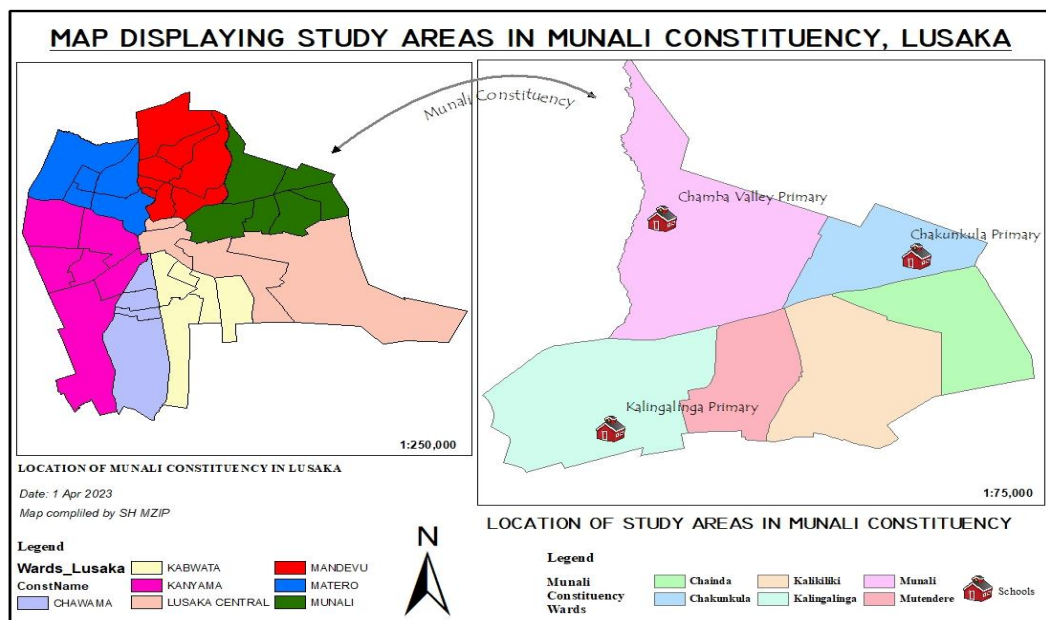 MAP DISPLAYING STUDY AREAS IN MUNALI CONSTITUENCY, LUSAKA
Munali Constituency
Chamba Valley Primary
Chakunkula Primary
Kalingalinga Primary
1:250,000
1:75,000
LOCATION OF MUNALI CONSTITUENCY IN LUSAKA
Date: 1 Apr 2023
Map complied by SH MZIP
N
LOCATION OF STUDY AREAS IN MUNALI CONSTITUENCY
Legend
Wards_Lusaka
ConstName
CHAWAMA
KABWATA
KANYAMA
LUSAKA CENTRAL
MANDEVU
MATERO
MUNALI
Legend
Munali
Constituency
Wards
Chainda
Chakunkula
Kalikiliki
Kalingalinga
Munali
Mutendere
Schools